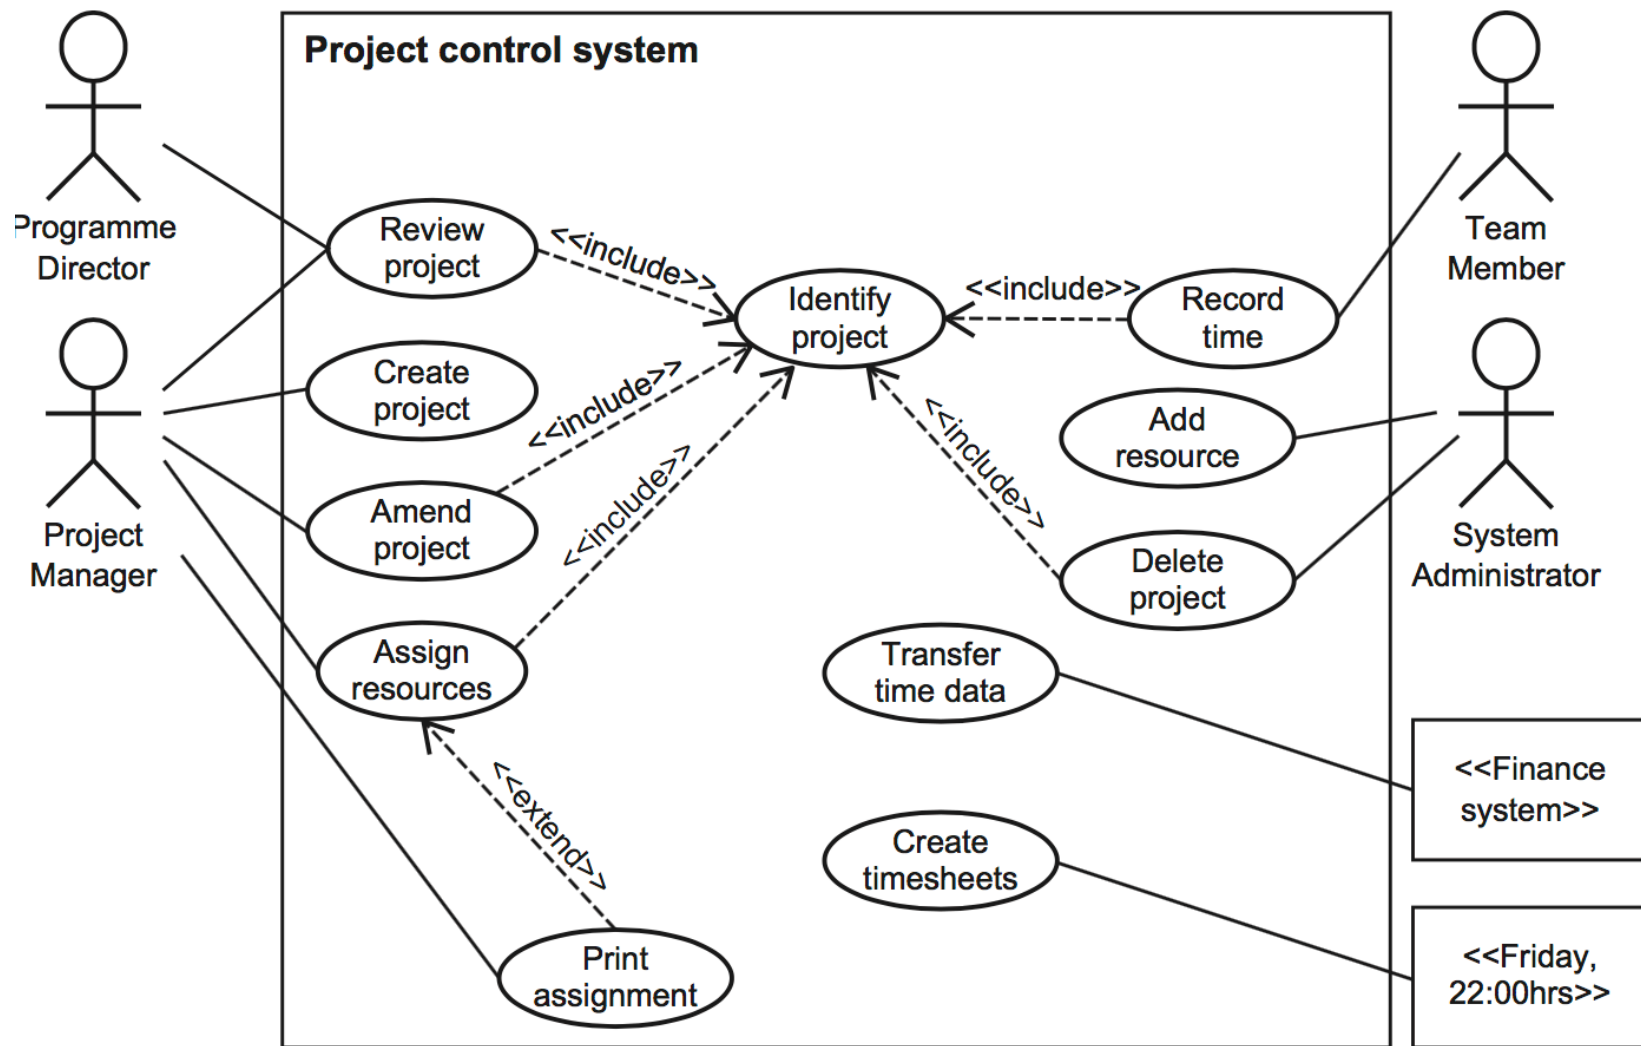 Project control system
Programme
Director
Project
Manager
Team
Member
System
Administrator
Review
project
<<include>>
Identify
project
<<include>>
Record
time
Create
project
<<include>>
Add
resource
Amend
project
<<include>>
<<include>>
Delete
project
Assign
resources
Transfer
time data
<<Finance
system>>
<<extend>>
Create
timesheets
Print
assignment
<<Friday,
22:00hrs>>